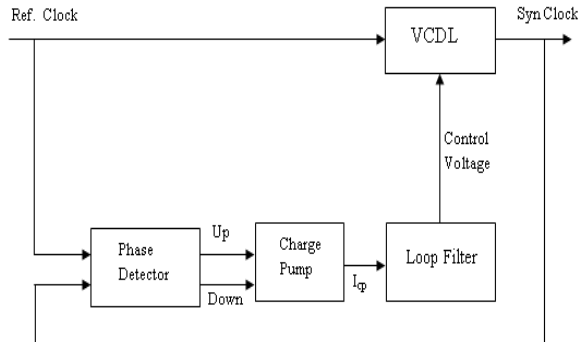 Ref. Clock
VCDL
Syn Clock
Control
Voltage
Up
Phase
Detector
Charge
Pump
Loop Filter
Down
Icp